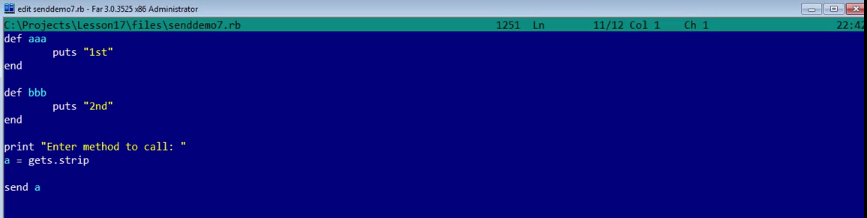 edit senddemo7.rb - Far 3.0.3525 x86 Administrator
C:\Projects\Lesson17\files\senddemo7.rb 1251 Ln 11/12 Col 1 Ch 1 22:42
def aaa
puts "1st"
end
def bbb
puts "2nd"
end
print "Enter method to call: "
a = gets.strip
send a